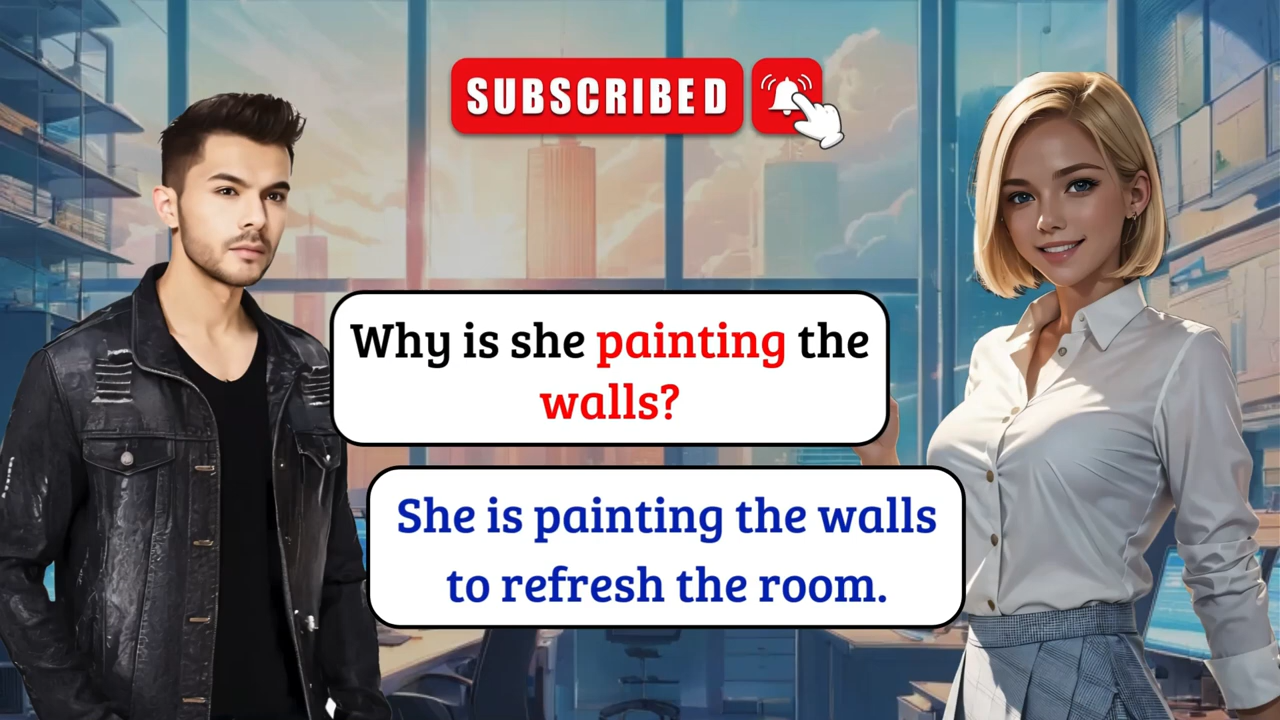 SUBSCRIBED
Why is she painting the
walls?
She is painting the walls
to refresh the room.